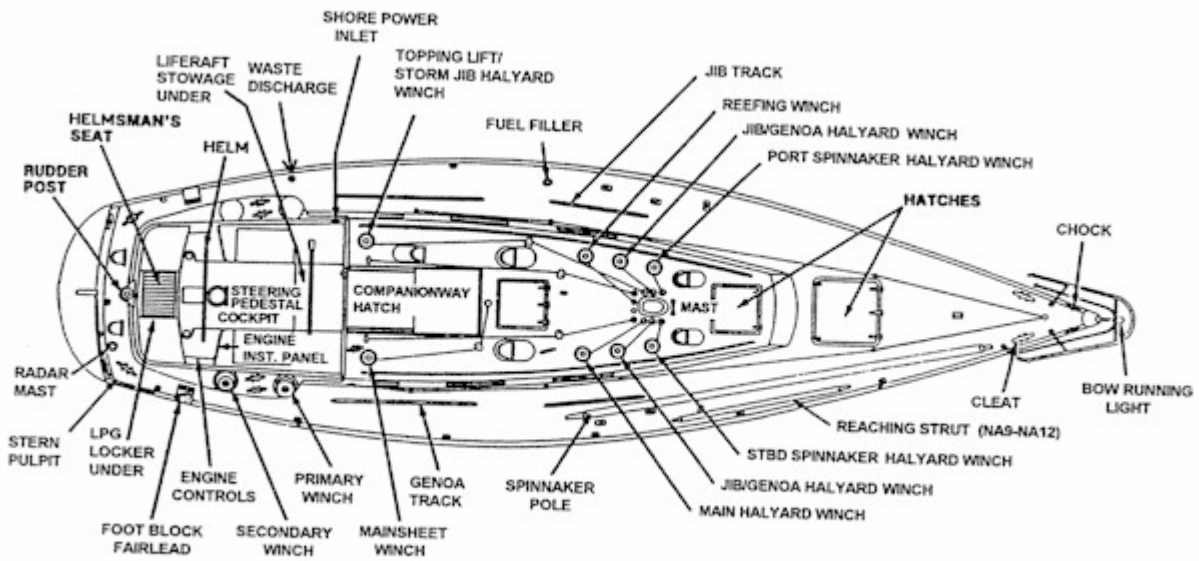 SHORE POWER
INLET
LIFERAFT
STOWAGE
UNDER
WASTE
DISCHARGE
TOPPING LIFT/
STORM JIB HALYARD
WINCH
JIB TRACK
REEFING WINCH
FUEL FILLER
JIB/GENOA HALYARD WINCH
PORT SPINNAKER HALYARD WINCH
HELMSMAN'S
SEAT
HELM
RUDDER
POST
HATCHES
CHOCK
STEERING
PEDESTAL
COCKPIT
COMPANIONWAY
HATCH
MAST
ENGINE
INST. PANEL
RADAR
MAST
STERN
PULPIT
LPG
LOCKER
UNDER
ENGINE
CONTROLS
FOOT BLOCK
FAIRLEAD
SECONDARY
WINCH
PRIMARY
WINCH
MAINSHEET
WINCH
GENOA
TRACK
SPINNAKER
POLE
MAIN HALYARD WINCH
JIB/GENOA HALYARD WINCH
STBD SPINNAKER HALYARD WINCH
REACHING STRUT (NA9-NA12)
CLEAT
BOW RUNNING
LIGHT